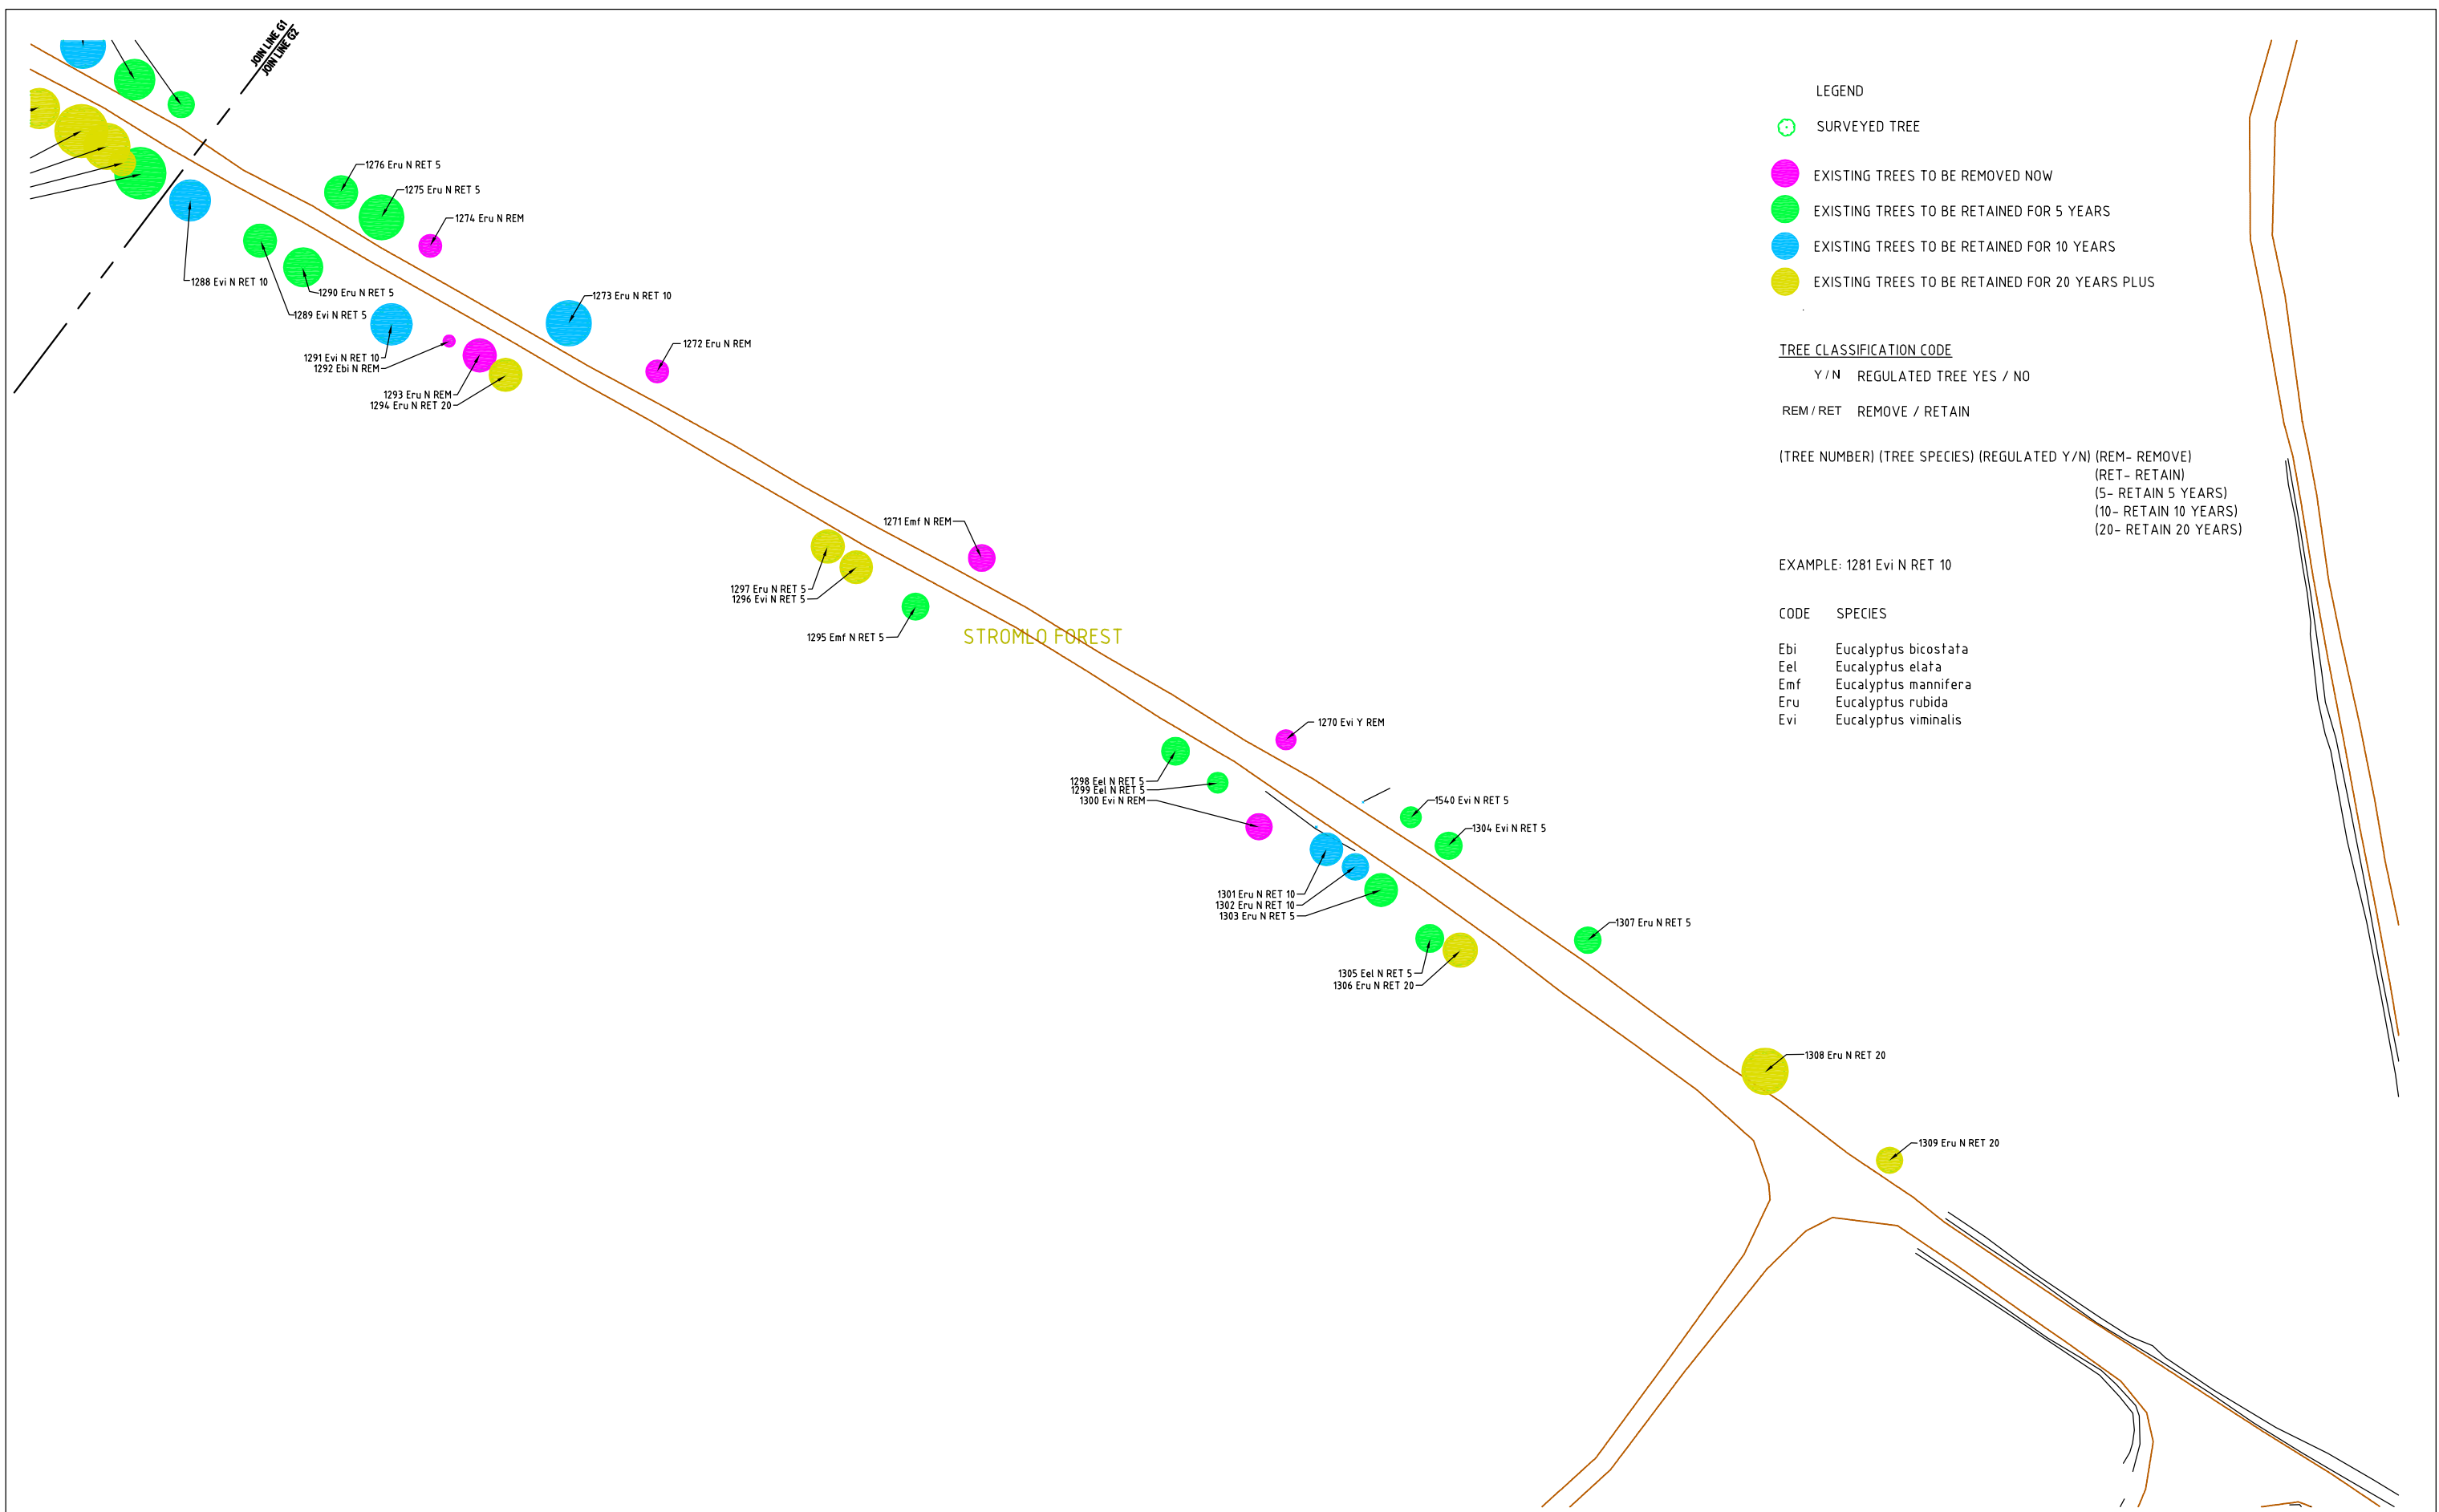 JOIN LINE G1
JOIN LINE G2
1276 Eru N RET 5
1275 Eru N RET 5
1274 Eru N REM
1288 Evi N RET 10
1290 Eru N RET 5
1289 Evi N RET 5
1273 Eru N RET 10
1272 Eru N REM
1291 Evi N RET 10
1292 Ebi N REM
1293 Eru N REM
1294 Eru N RET 20
1271 Emf N REM
1297 Eru N RET 5
1296 Evi N RET 5
1295 Emf N RET 5
STROMLO FOREST
1270 Evi Y REM
1298 Eel N RET 5
1299 Eel N RET 5
1300 Evi N REM
1540 Evi N RET 5
1304 Evi N RET 5
1301 Eru N RET 10
1302 Eru N RET 10
1303 Eru N RET 5
1307 Eru N RET 5
1305 Eel N RET 5
1306 Eru N RET 20
1308 Eru N RET 20
1309 Eru N RET 20
LEGEND
SURVEYED TREE
EXISTING TREES TO BE REMOVED NOW
EXISTING TREES TO BE RETAINED FOR 5 YEARS
EXISTING TREES TO BE RETAINED FOR 10 YEARS
EXISTING TREES TO BE RETAINED FOR 20 YEARS PLUS
TREE CLASSIFICATION CODE
Y / N REGULATED TREE YES / NO
REM / RET REMOVE / RETAIN
(TREE NUMBER) (TREE SPECIES) (REGULATED Y/N) (REM- REMOVE)
(RET- RETAIN)
(5- RETAIN 5 YEARS)
(10- RETAIN 10 YEARS)
(20- RETAIN 20 YEARS)
EXAMPLE: 1281 Evi N RET 10
CODE SPECIES
Ebi Eucalyptus bicostata
Eel Eucalyptus elata
Emf Eucalyptus mannifera
Eru Eucalyptus rubida
Evi Eucalyptus viminalis